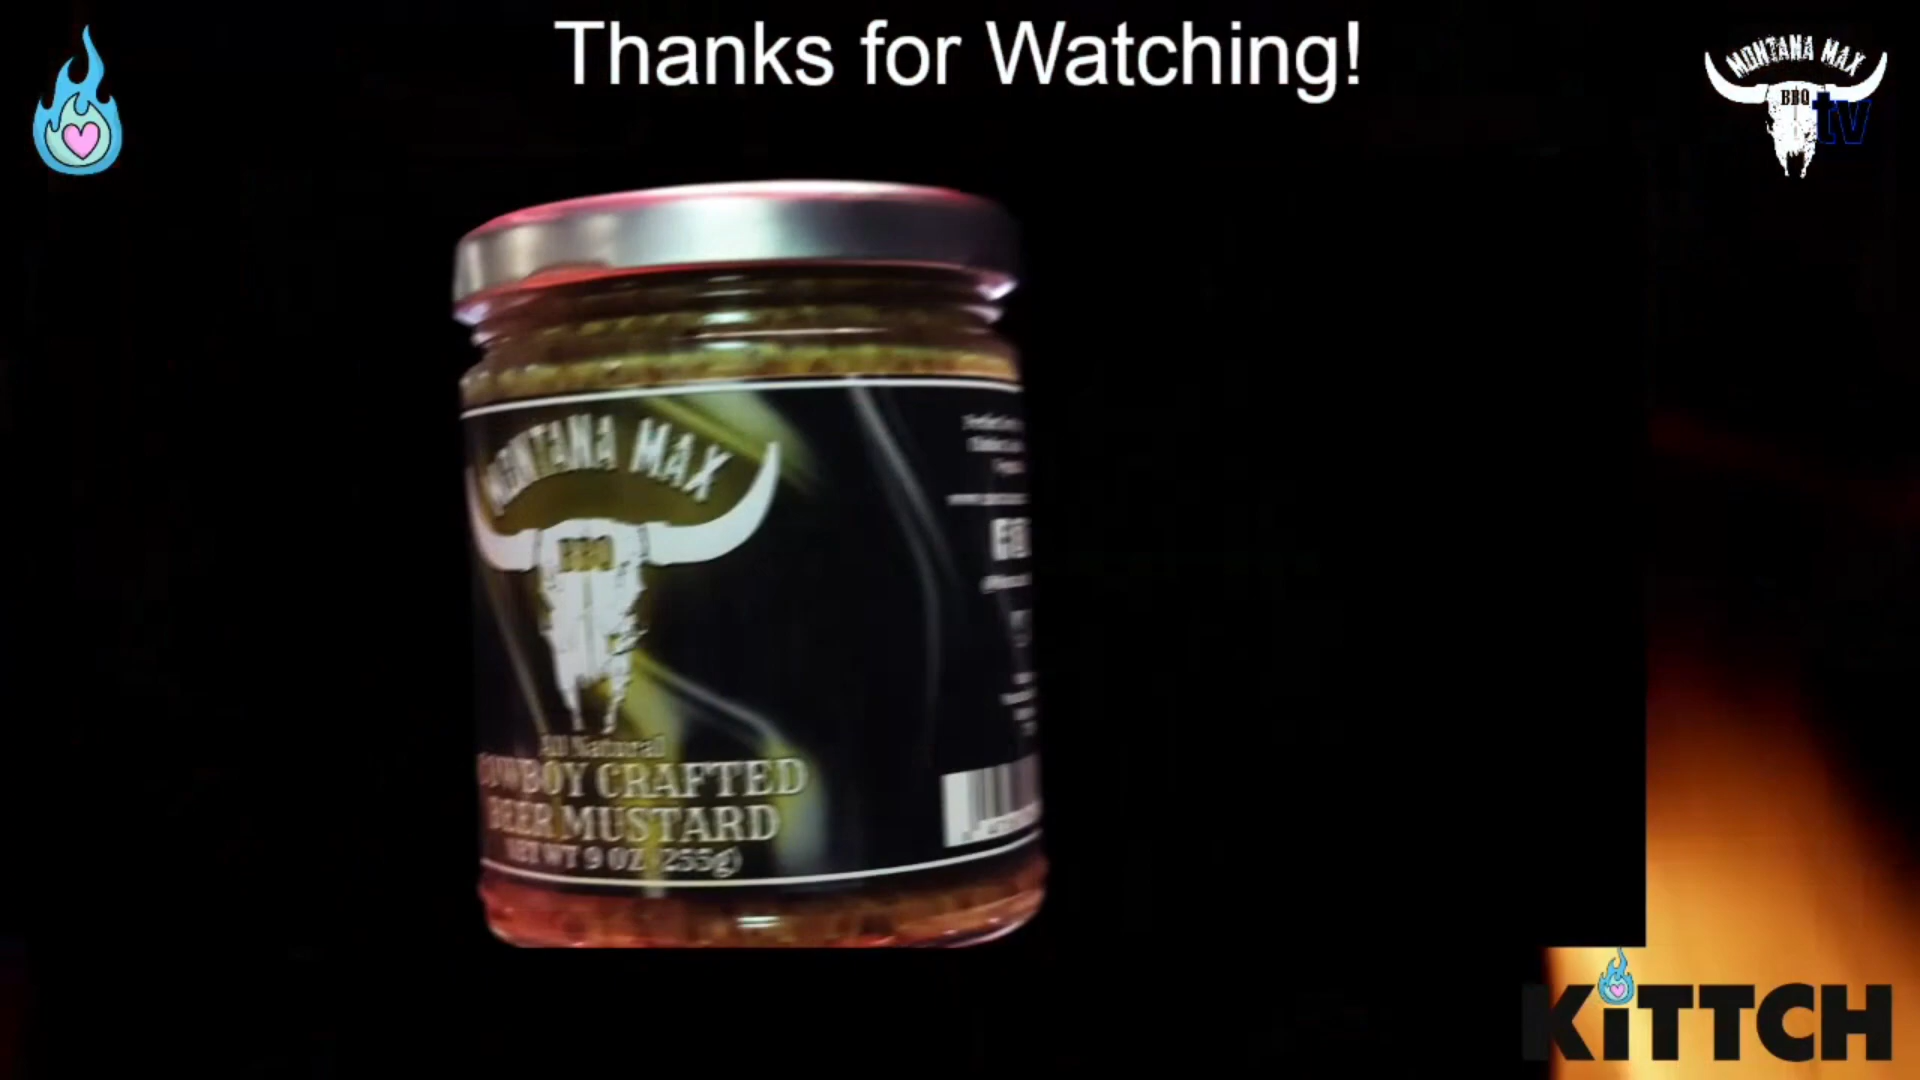 Thanks for Watching!
MONTANA MAX
BBQ
tv
MONTANA MAX
BBQ
All Natural
COWBOY CRAFTED
BEER MUSTARD
NET WT 9 OZ (255g)
KiTTCH